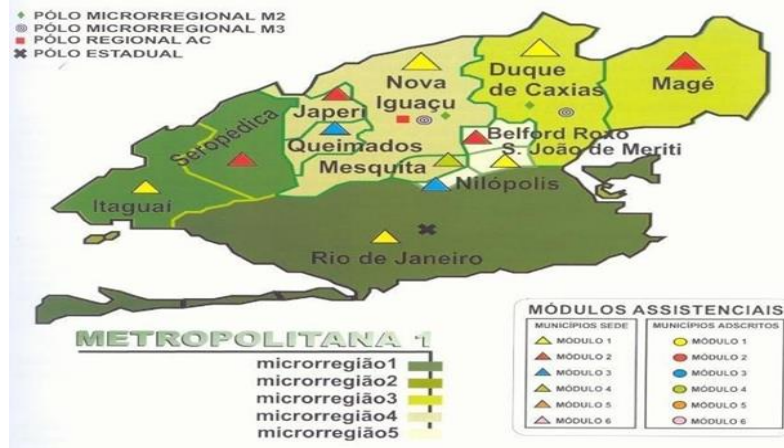 PÓLO MICRORREGIONAL M2
PÓLO MICRORREGIONAL M3
PÓLO REGIONAL AC
PÓLO ESTADUAL
Nova
Iguaçu
Duque
de Caxias
Magé
Japeri
Queimados
Mesquita
Belford Roxo
S. João de Meriti
Nilópolis
Seropédica
Itaguaí
Rio de Janeiro
METROPOLITANA 1
microrregião1
microrregião2
microrregião3
microrregião4
microrregião5
MÓDULOS ASSISTENCIAIS
MUNICÍPIOS SEDE
MÓDULO 1
MÓDULO 2
MÓDULO 3
MÓDULO 4
MÓDULO 5
MÓDULO 6
MUNICÍPIOS ADSCRITOS
MÓDULO 1
MÓDULO 2
MÓDULO 3
MÓDULO 4
MÓDULO 5
MÓDULO 6